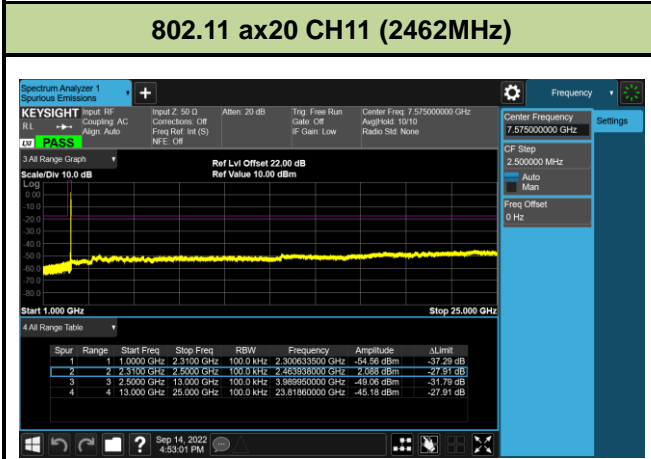 802.11 ax20 CH11 (2462MHz)
Spectrum Analyzer 1
Spurious Emissions
Frequency
KEYSIGHT
RL
LXI
PASS
Input: RF
Coupling: AC
Align: Auto
Input Z: 50 Ω
Corrections: Off
Freq Ref: Int (S)
NFE: Off
Atten: 20 dB
Trig: Free Run
Gate: Off
IF Gain: Low
Center Freq: 7.575000000 GHz
Avg|Hold: 10/10
Radio Std: None
Center Frequency
7.575000000 GHz
Settings
CF Step
2.500000 MHz
Auto
Man
Freq Offset
0 Hz
3 All Range Graph
Scale/Div 10.0 dB
Ref Lvl Offset 22.00 dB
Ref Value 10.00 dBm
Log
0.00
-10.0
-20.0
-30.0
-40.0
-50.0
-60.0
-70.0
-80.0
Start 1.000 GHz
Stop 25.000 GHz
4 All Range Table
Spur Range Start Freq Stop Freq RBW Frequency Amplitude ΔLimit
1 1 1.0000 GHz 2.3100 GHz 100.0 kHz 2.300633500 GHz -54.56 dBm -37.29 dB
2 2 2.3100 GHz 2.5000 GHz 100.0 kHz 2.463938000 GHz 2.088 dBm -27.91 dB
3 3 2.5000 GHz 13.000 GHz 100.0 kHz 3.989950000 GHz -49.06 dBm -31.79 dB
4 4 13.000 GHz 25.000 GHz 100.0 kHz 23.81860000 GHz -45.18 dBm -27.91 dB
?
Sep 14, 2022
4:53:01 PM